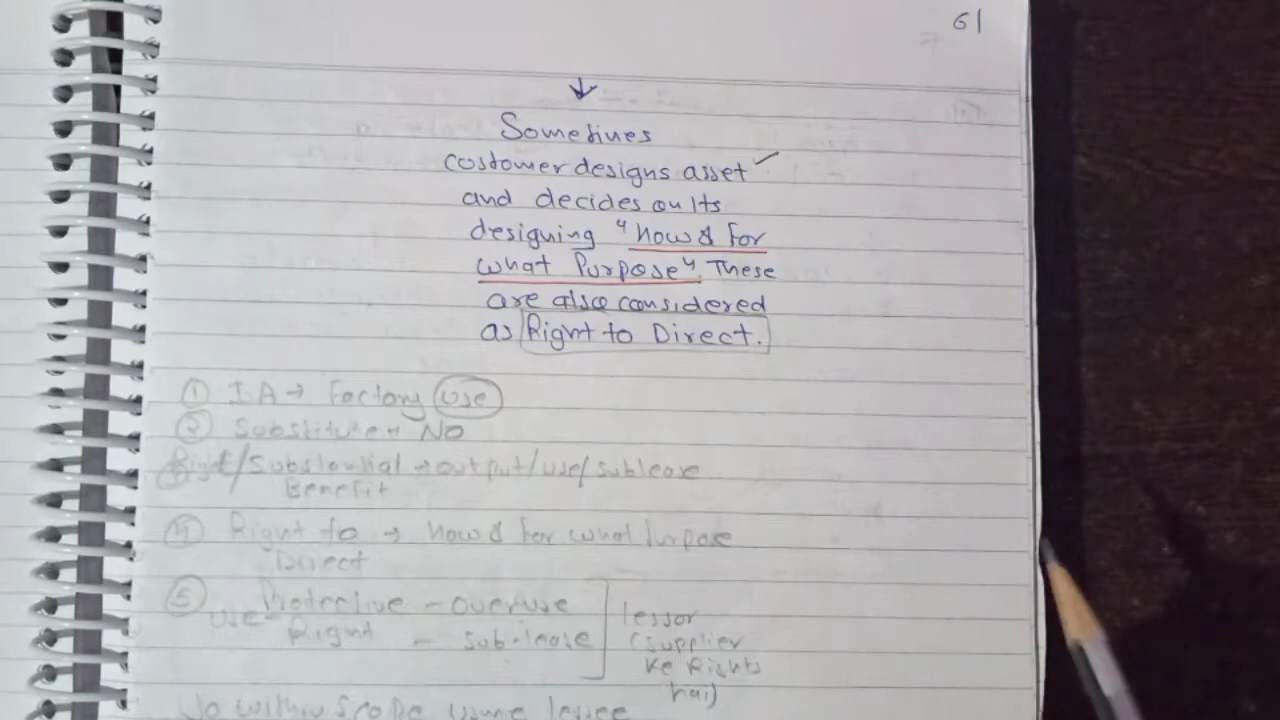 61
Sometimes
costomer designs asset
and decides on Its
designing "How & For
what Purpose". These
are also considered
as Right to Direct.
① IA → Factory Use
② Substitute → No
Right/Substantial → output/use/sublease
Benefit
④ Right to → How & For what Purpose
Direct
⑤ Protective - overuse
Use - Right - sub-lease
lessor
(supplier
ke Rights
hai)